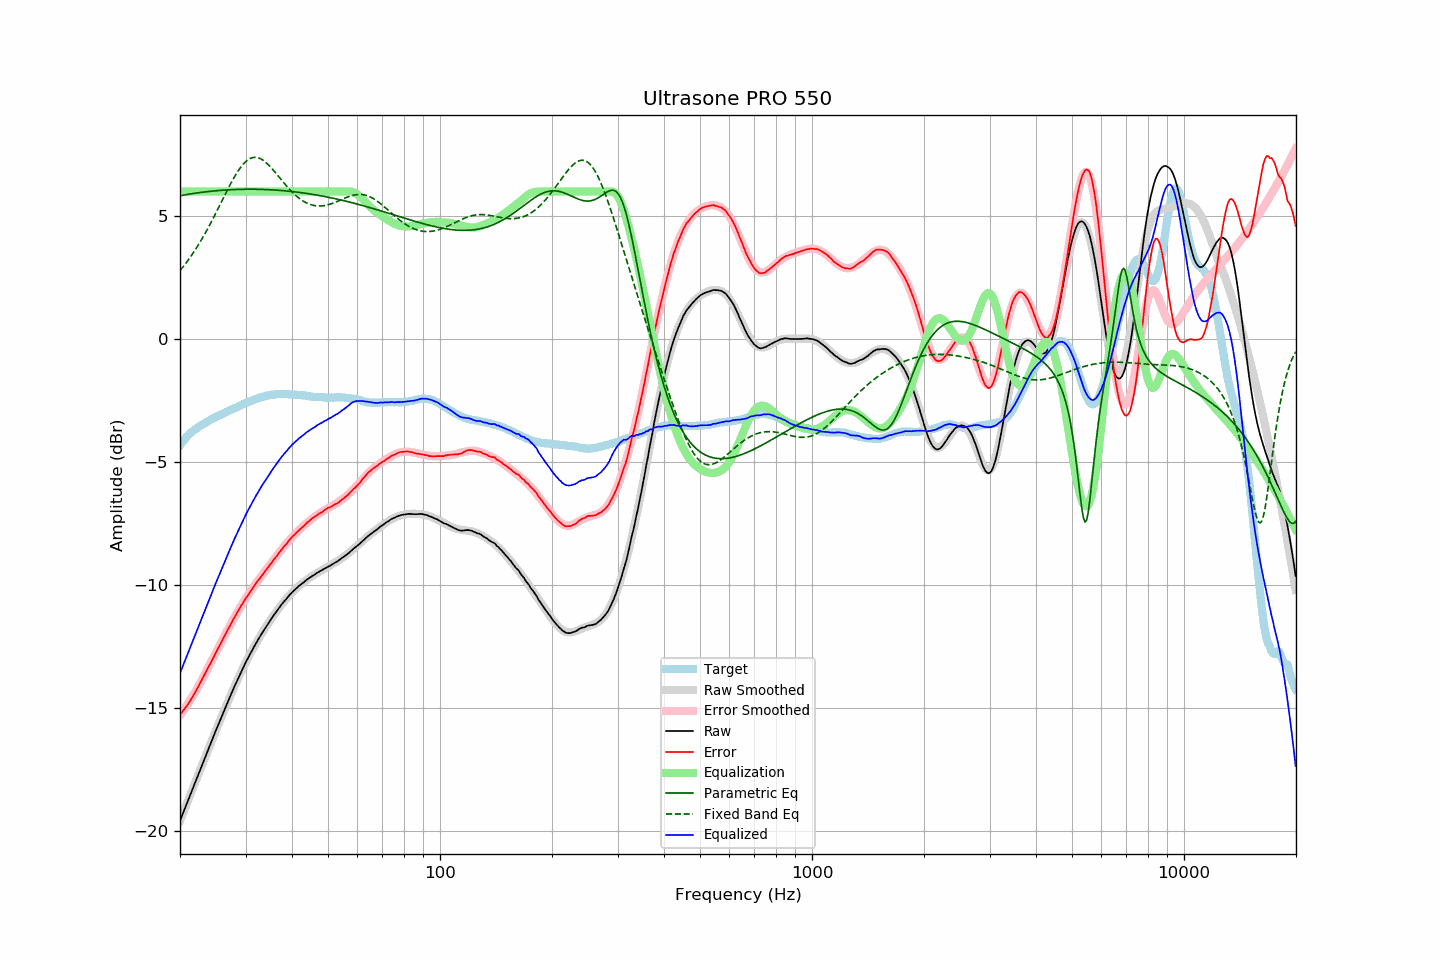 Ultrasone PRO 550
Amplitude (dBr)
5
0
−5
−10
−15
−20
100
1000
10000
Frequency (Hz)
Target
Raw Smoothed
Error Smoothed
Raw
Error
Equalization
Parametric Eq
Fixed Band Eq
Equalized